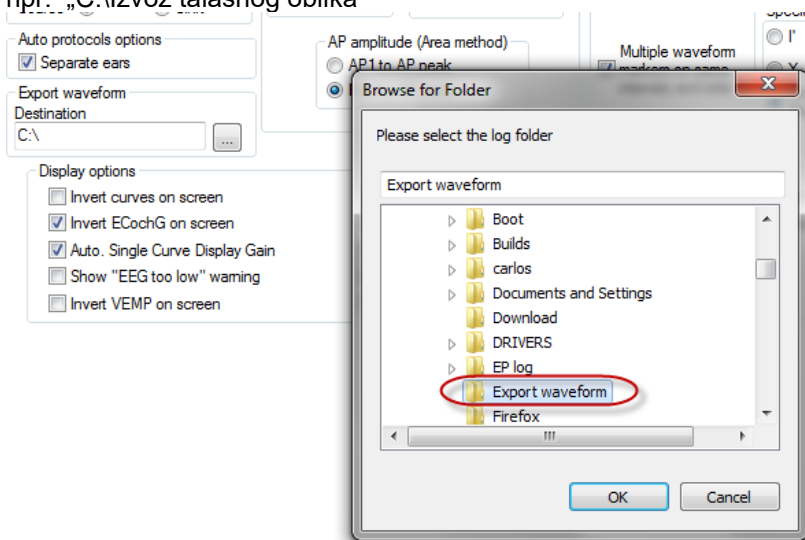 npr. "C:\Izvoz talasnog oblika
Auto protocols options
Separate ears
Export waveform
Destination
C:\
...
AP amplitude (Area method)
AP1 to AP peak
Multiple waveform
Display options
Invert curves on screen
Invert ECochG on screen
Auto. Single Curve Display Gain
Show "EEG too low" warning
Invert VEMP on screen
Browse for Folder
Please select the log folder
Export waveform
Boot
Builds
carlos
Documents and Settings
Download
DRIVERS
EP log
Export waveform
Firefox
OK
Cancel